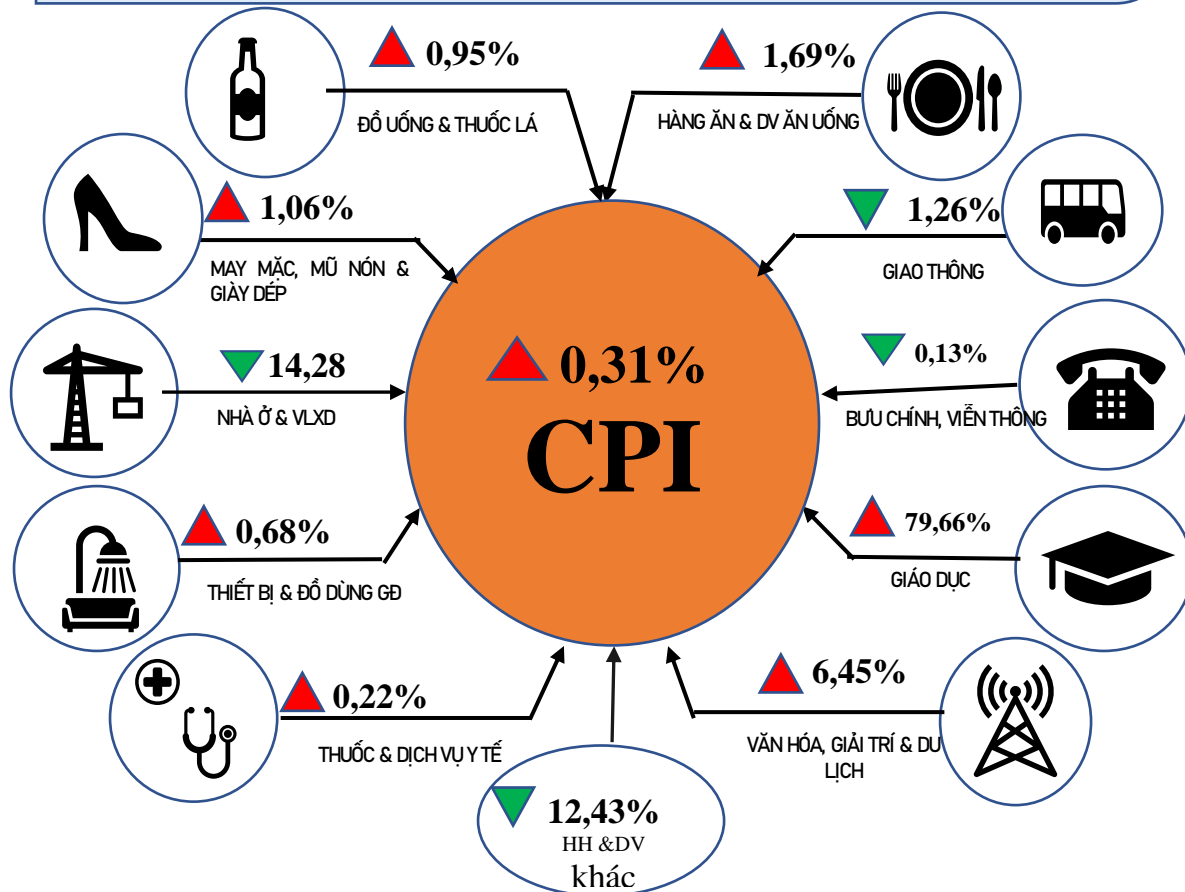 0,95%
ĐỒ UỐNG & THUỐC LÁ
1,69%
HÀNG ĂN & DV ĂN UỐNG
1,06%
MAY MẶC, MŨ NÓN &
GIÀY DÉP
1,26%
GIAO THÔNG
14,28
NHÀ Ở & VLXD
0,31%
CPI
0,13%
BƯU CHÍNH, VIỄN THÔNG
0,68%
THIẾT BỊ & ĐỒ DÙNG GĐ
79,66%
GIÁO DỤC
0,22%
THUỐC & DỊCH VỤ Y TẾ
6,45%
VĂN HÓA, GIẢI TRÍ & DU
LỊCH
12,43%
HH &DV
khác